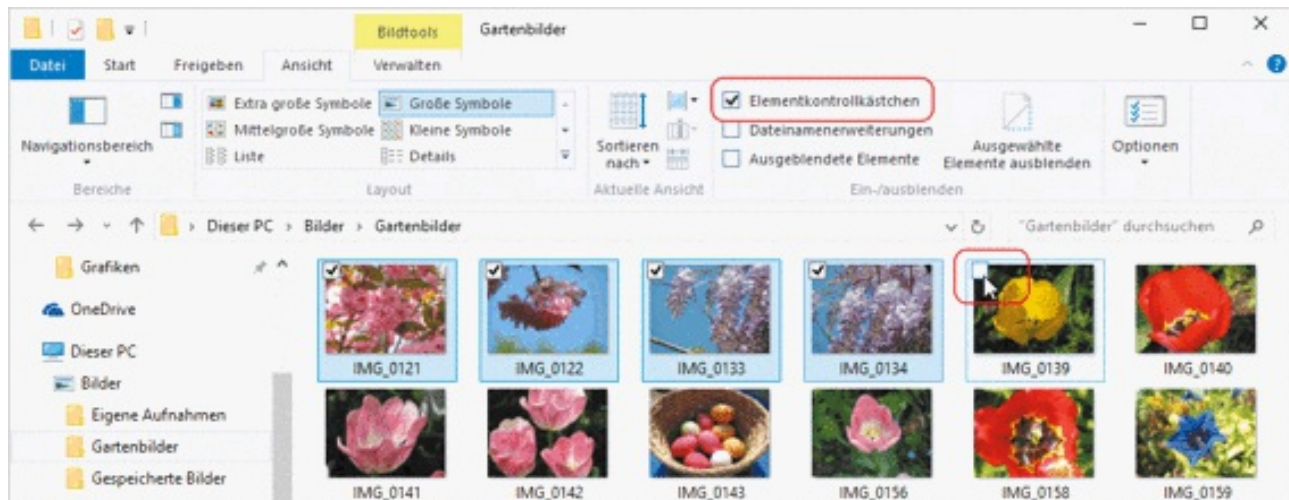 Bildtools Gartenbilder
Datei Start Freigeben Ansicht Verwalten
Extra große Symbole Große Symbole
Mittelgroße Symbole Kleine Symbole
Liste Details
Navigationsbereich
Sortieren
nach
Elementkontrollkästchen
Dateinamenerweiterungen
Ausgeblendete Elemente
Ausgewählte
Elemente ausblenden
Optionen
Bereiche Layout Aktuelle Ansicht Ein-/ausblenden
Dieser PC › Bilder › Gartenbilder
"Gartenbilder" durchsuchen
Grafiken
OneDrive
Dieser PC
Bilder
Eigene Aufnahmen
Gartenbilder
Gespeicherte Bilder
IMG_0121 IMG_0122 IMG_0133 IMG_0134 IMG_0139 IMG_0140
IMG_0141 IMG_0142 IMG_0143 IMG_0156 IMG_0158 IMG_0159